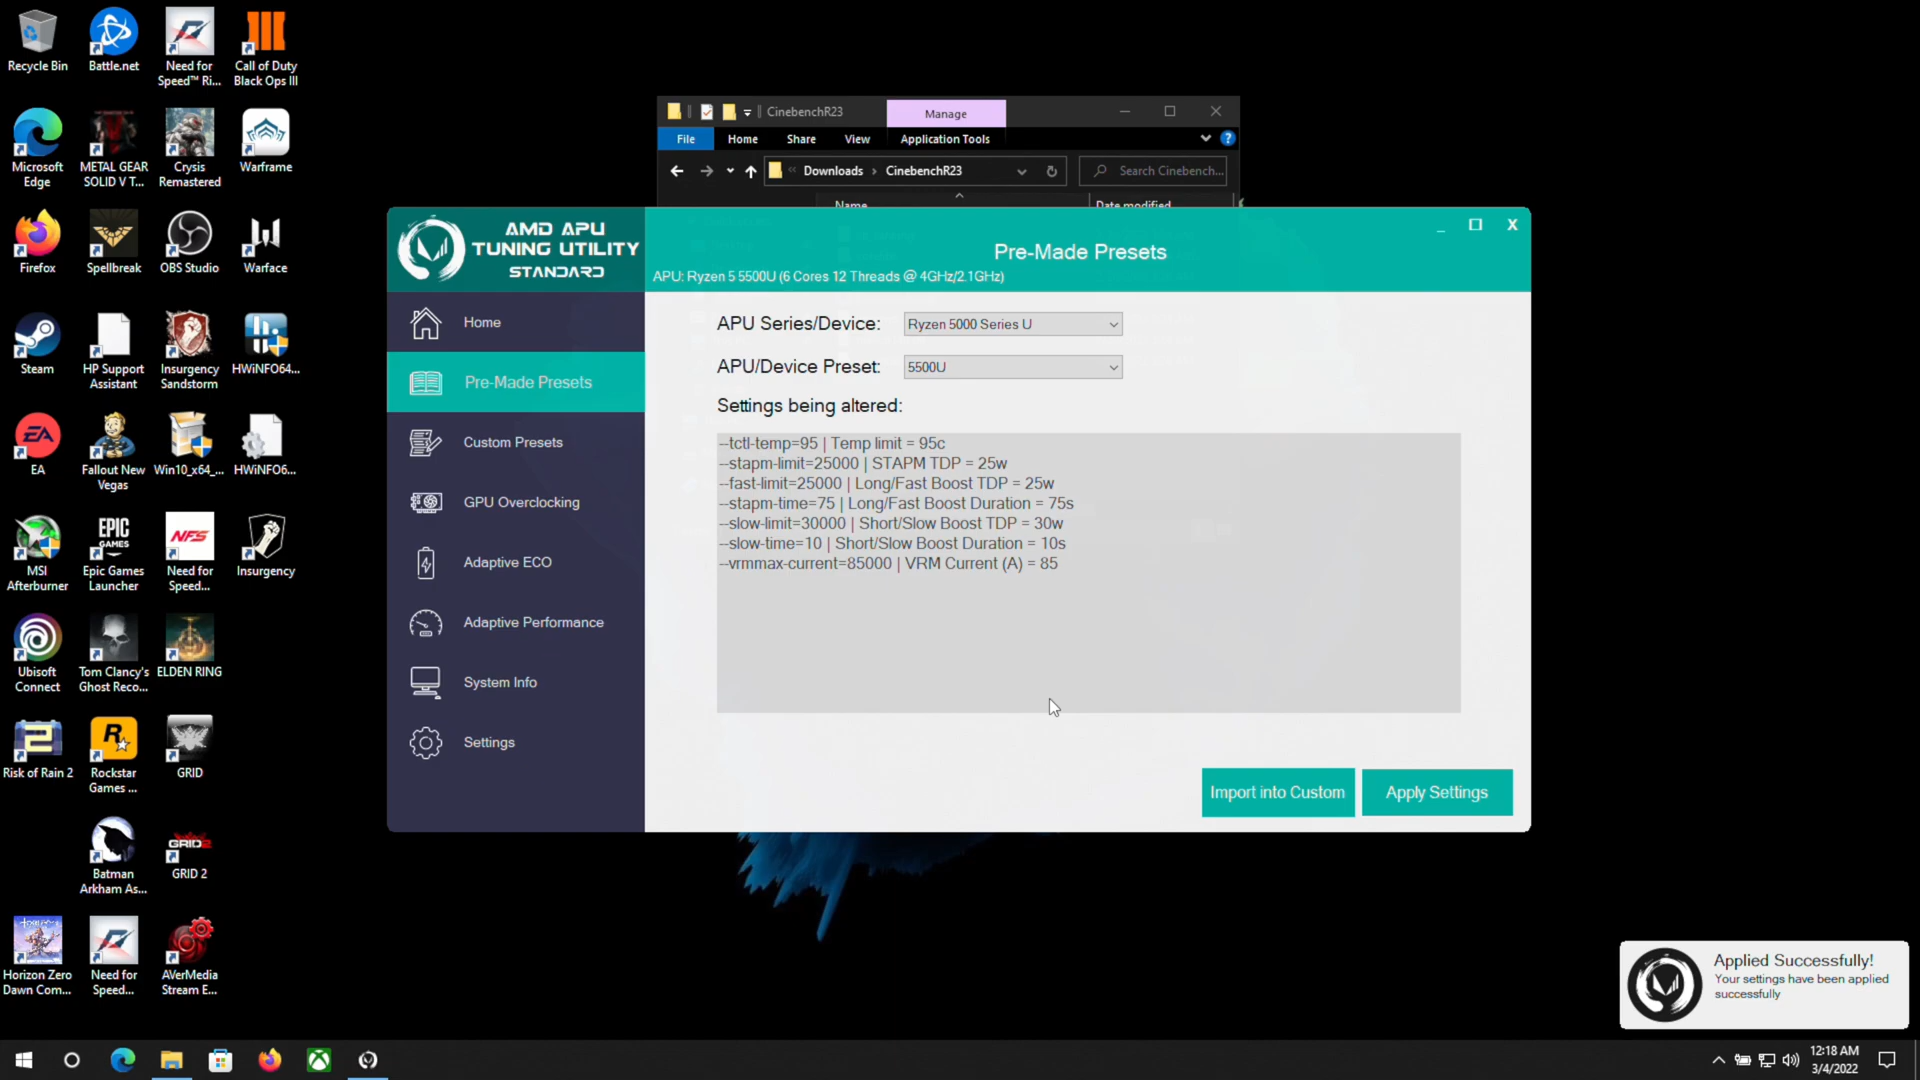 Recycle Bin
Battle.net
Need for
Speed™ Ri...
Call of Duty
Black Ops III
Microsoft
Edge
METAL GEAR
SOLID V T...
Crysis
Remastered
Warframe
Firefox
Spellbreak
OBS Studio
Warface
Steam
HP Support
Assistant
Insurgency
Sandstorm
HWiNFO64...
EA
Fallout New
Vegas
Win10_x64_...
HWiNFO6...
MSI
Afterburner
EPIC
GAMES
Epic Games
Launcher
NFS
Need for
Speed...
Insurgency
Ubisoft
Connect
Tom Clancy's
Ghost Reco...
ELDEN RING
Risk of Rain 2
Rockstar
Games ...
GRID
Batman
Arkham As...
GRID 2
Horizon Zero
Dawn Com...
Need for
Speed...
AVerMedia
Stream E...
CinebenchR23
Manage
File
Home
Share
View
Application Tools
Downloads
CinebenchR23
Search Cinebench...
Name
Date modified
AMD APU
TUNING UTILITY
STANDARD
Pre-Made Presets
APU: Ryzen 5 5500U (6 Cores 12 Threads @ 4GHz/2.1GHz)
Home
Pre-Made Presets
Custom Presets
GPU Overclocking
Adaptive ECO
Adaptive Performance
System Info
Settings
APU Series/Device:
Ryzen 5000 Series U
APU/Device Preset:
5500U
Settings being altered:
--tctl-temp=95 | Temp limit = 95c
--stapm-limit=25000 | STAPM TDP = 25w
--fast-limit=25000 | Long/Fast Boost TDP = 25w
--stapm-time=75 | Long/Fast Boost Duration = 75s
--slow-limit=30000 | Short/Slow Boost TDP = 30w
--slow-time=10 | Short/Slow Boost Duration = 10s
--vrmmax-current=85000 | VRM Current (A) = 85
Import into Custom
Apply Settings
Applied Successfully!
Your settings have been applied
successfully
12:18 AM
3/4/2022